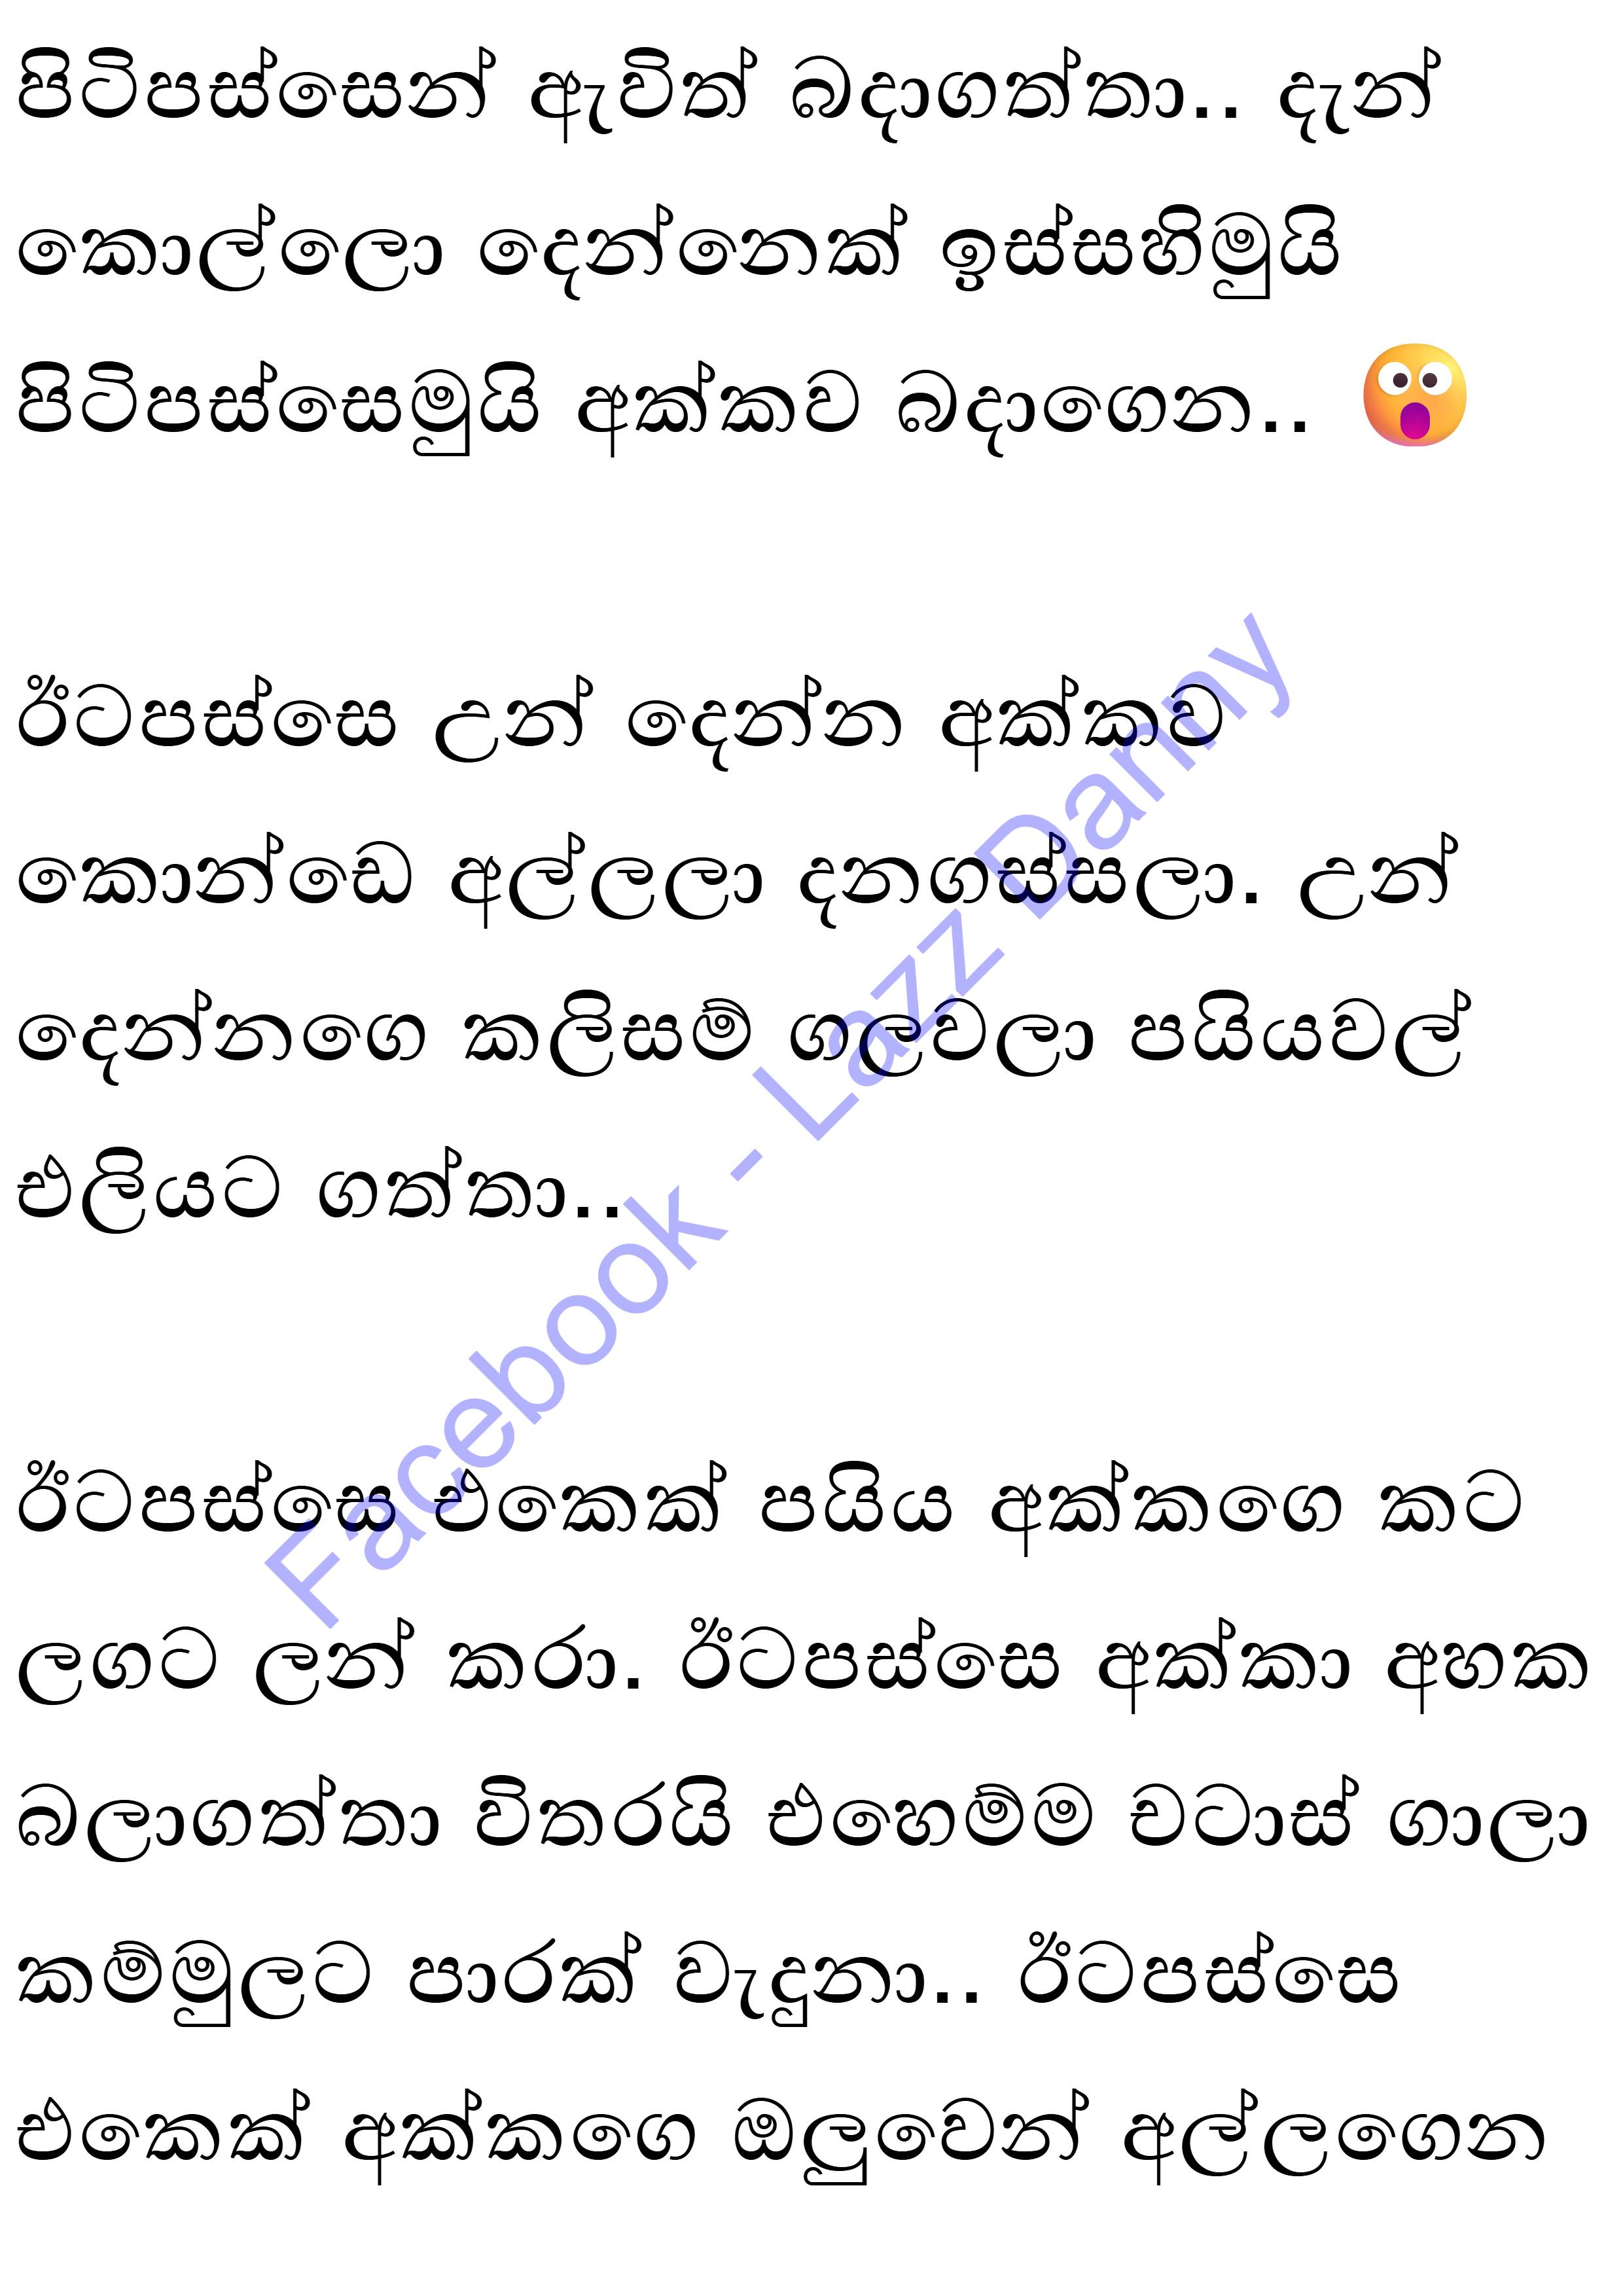 පිටිපස්සෙන් ඇවිත් බදාගත්තා.. දැන්
කොල්ලො දෙන්නෙක් ඉස්සහිමුයි
පිටිපස්සෙමුයි අක්කව බදාගෙන.. 😲
ඊටපස්සෙ උන් දෙන්න අක්කව
කොන්ඩෙ අල්ලලා දනගස්සලා. උන්
දෙන්නගෙ කලිසම් ගලවලා පයියවල්
එලියට ගත්තා..
ඊටපස්සෙ එකෙක් පයිය අක්කගෙ කට
ලගට ලන් කරා. ඊටපස්සෙ අක්කා අහක
බලාගත්තා විතරයි එහෙම්ම චටාස් ගාලා
කම්මුලට පාරක් වැදුනා.. ඊටපස්සෙ
එකෙක් අක්කගෙ ඔලුවෙන් අල්ලගෙන
Facebook - Lazz Danny